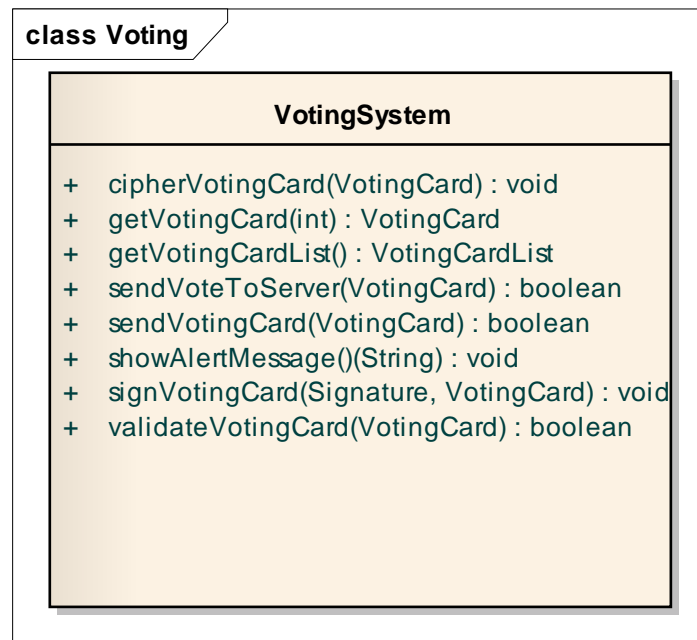 class Voting
VotingSystem
+ cipherVotingCard(VotingCard) : void
+ getVotingCard(int) : VotingCard
+ getVotingCardList() : VotingCardList
+ sendVoteToServer(VotingCard) : boolean
+ sendVotingCard(VotingCard) : boolean
+ showAlertMessage()(String) : void
+ signVotingCard(Signature, VotingCard) : void
+ validateVotingCard(VotingCard) : boolean